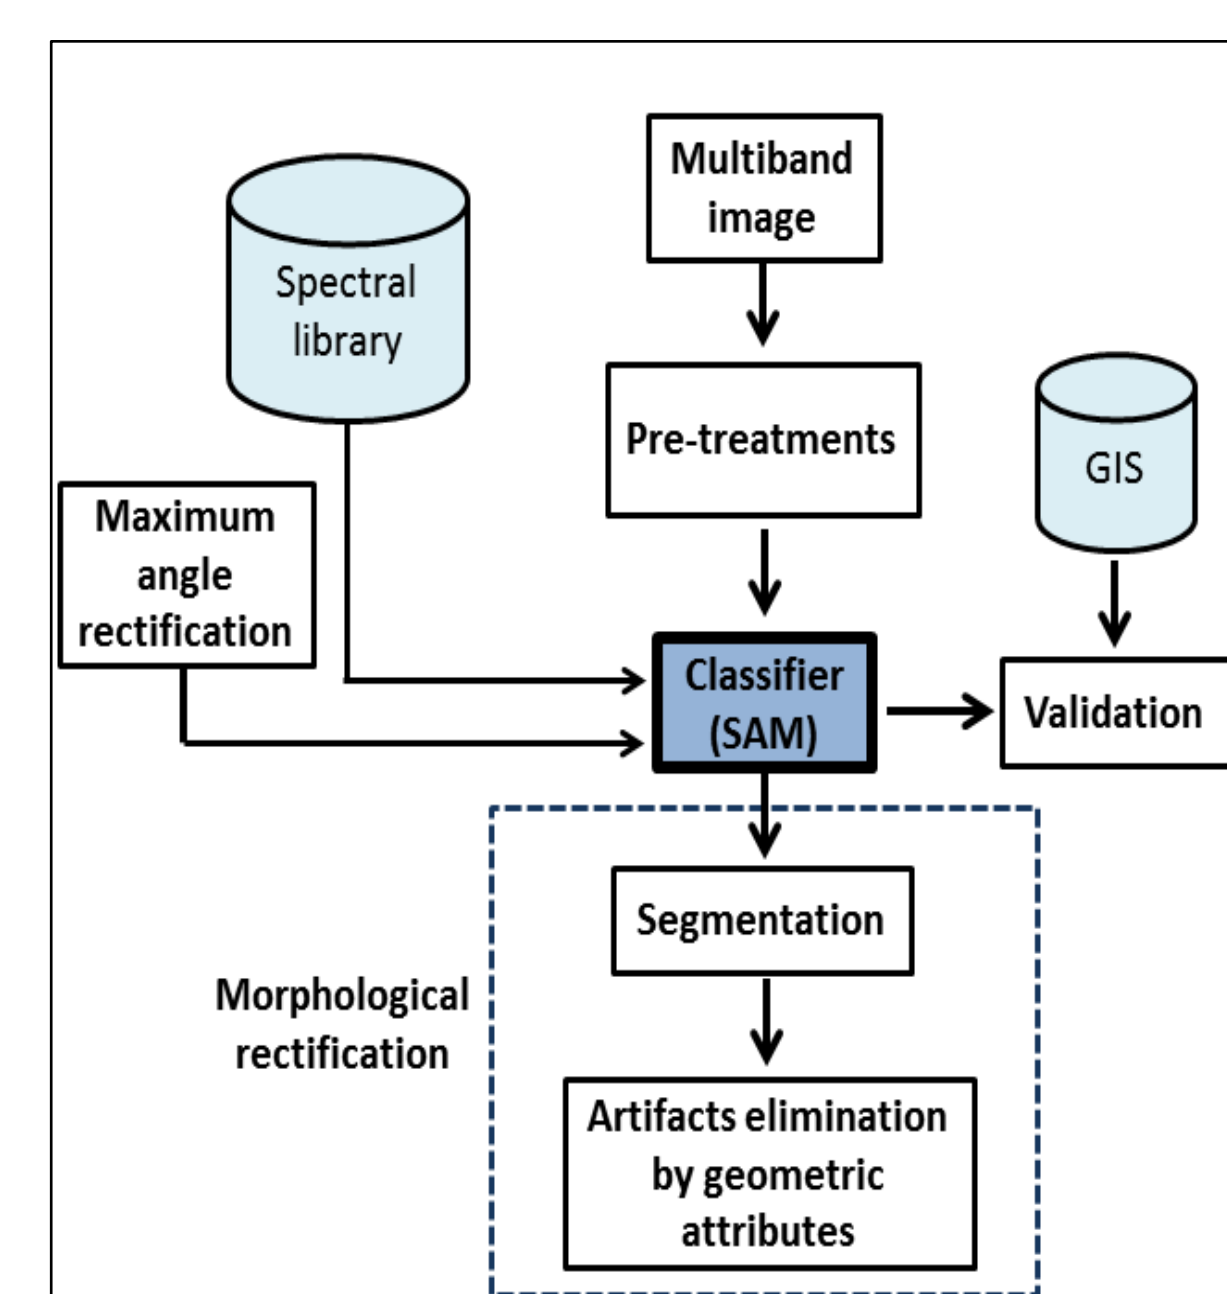 Multiband
image
Spectral
library
Pre-treatments
GIS
Maximum
angle
rectification
Classifier
(SAM)
Validation
Segmentation
Morphological
rectification
Artifacts elimination
by geometric
attributes